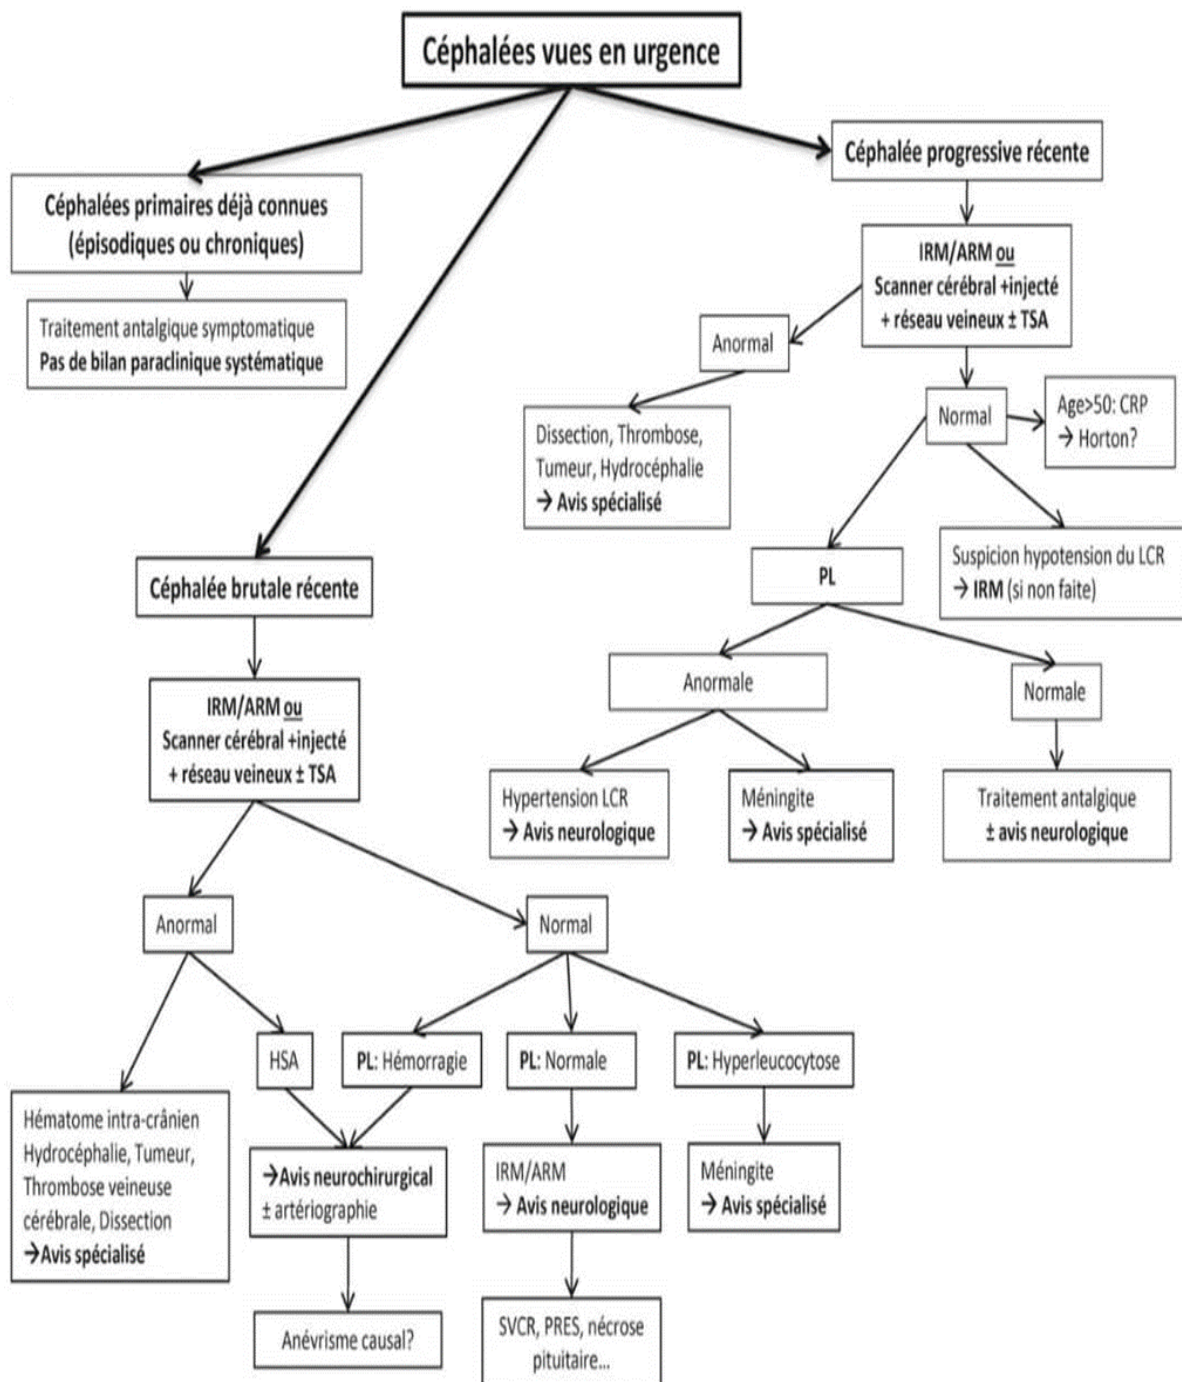 Céphalées vues en urgence
Céphalées primaires déjà connues
(épisodiques ou chroniques)
Traitement antalgique symptomatique
Pas de bilan paraclinique systématique
Céphalée progressive récente
IRM/ARM ou
Scanner cérébral +injecté
+ réseau veineux ± TSA
Anormal
Dissection, Thrombose,
Tumeur, Hydrocéphalie
→ Avis spécialisé
Normal
Age>50: CRP
→ Horton?
Suspicion hypotension du LCR
→ IRM (si non faite)
PL
Anormale
Normale
Hypertension LCR
→ Avis neurologique
Méningite
→ Avis spécialisé
Traitement antalgique
± avis neurologique
Céphalée brutale récente
IRM/ARM ou
Scanner cérébral +injecté
+ réseau veineux ± TSA
Anormal
Normal
Hématome intra-crânien
Hydrocéphalie, Tumeur,
Thrombose veineuse
cérébrale, Dissection
→Avis spécialisé
HSA
PL: Hémorragie
→Avis neurochirurgical
± artériographie
Anévrisme causal?
PL: Normale
IRM/ARM
→ Avis neurologique
SVCR, PRES, nécrose
pituitaire...
PL: Hyperleucocytose
Méningite
→ Avis spécialisé